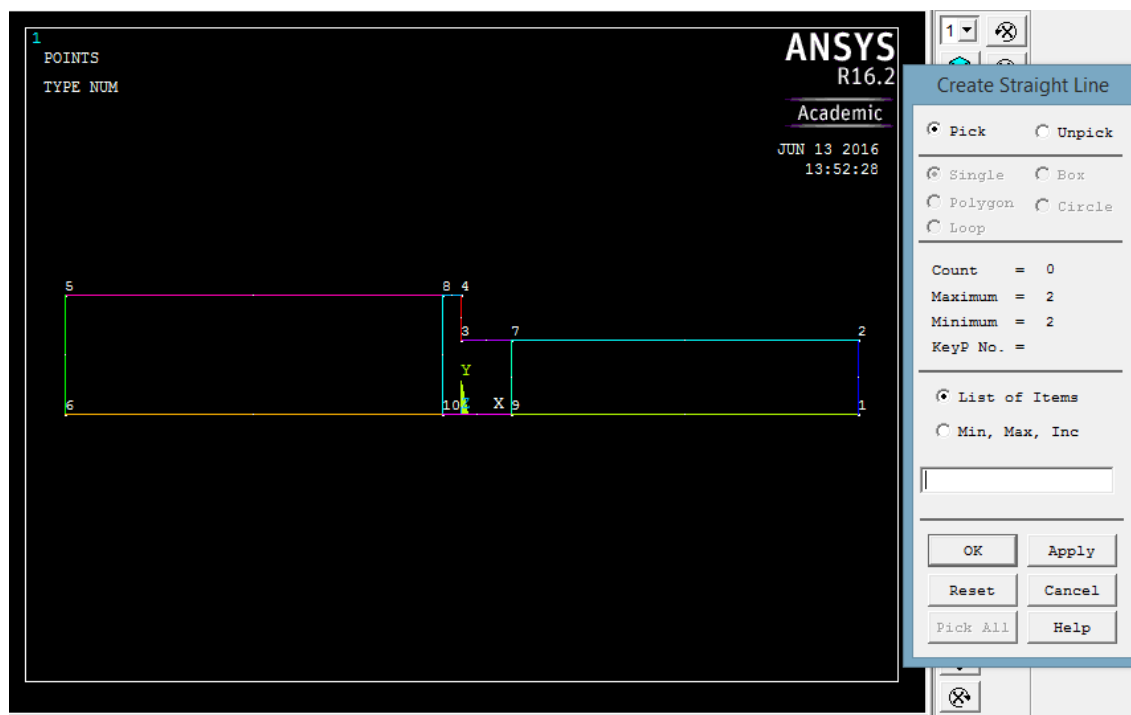 1
POINTS
TYPE NUM
ANSYS
R16.2
Academic
JUN 13 2016
13:52:28
5
8 4
3 7 2
Y
6 10 X 9 1
1
Create Straight Line
Pick Unpick
Single Box
Polygon Circle
Loop
Count = 0
Maximum = 2
Minimum = 2
KeyP No. =
List of Items
Min, Max, Inc
OK Apply
Reset Cancel
Pick All Help